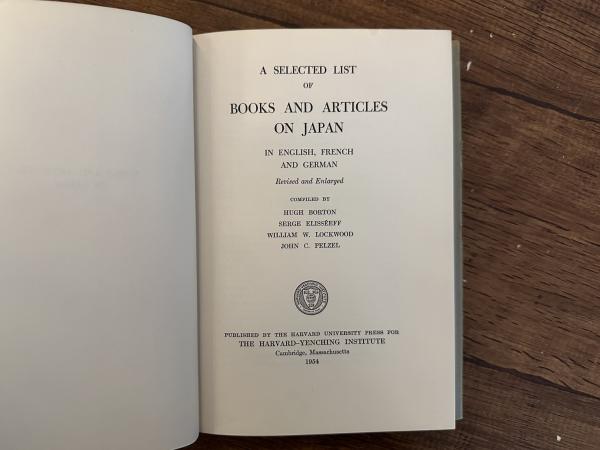 A SELECTED LIST
OF
BOOKS AND ARTICLES
ON JAPAN
IN ENGLISH, FRENCH
AND GERMAN
Revised and Enlarged
COMPILED BY
HUGH BORTON
SERGE ELISSÉEFF
WILLIAM W. LOCKWOOD
JOHN C. PELZEL
PUBLISHED BY THE HARVARD UNIVERSITY PRESS FOR
THE HARVARD–YENCHING INSTITUTE
Cambridge, Massachusetts
1954